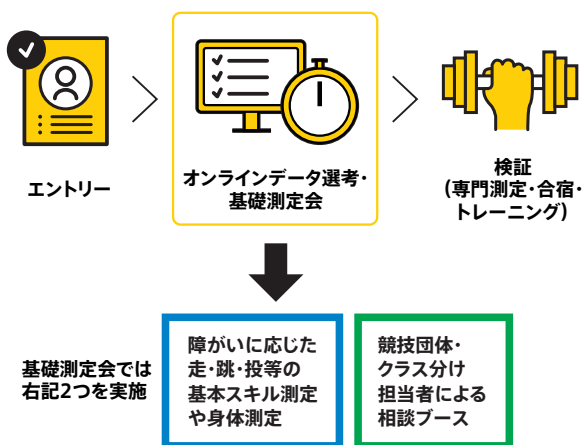 エントリー
オンラインデータ選考・
基礎測定会
検証
(専門測定・合宿・
トレーニング)
基礎測定会では
右記2つを実施
障がいに応じた
走・跳・投等の
基本スキル測定
や身体測定
競技団体・
クラス分け
担当者による
相談ブース